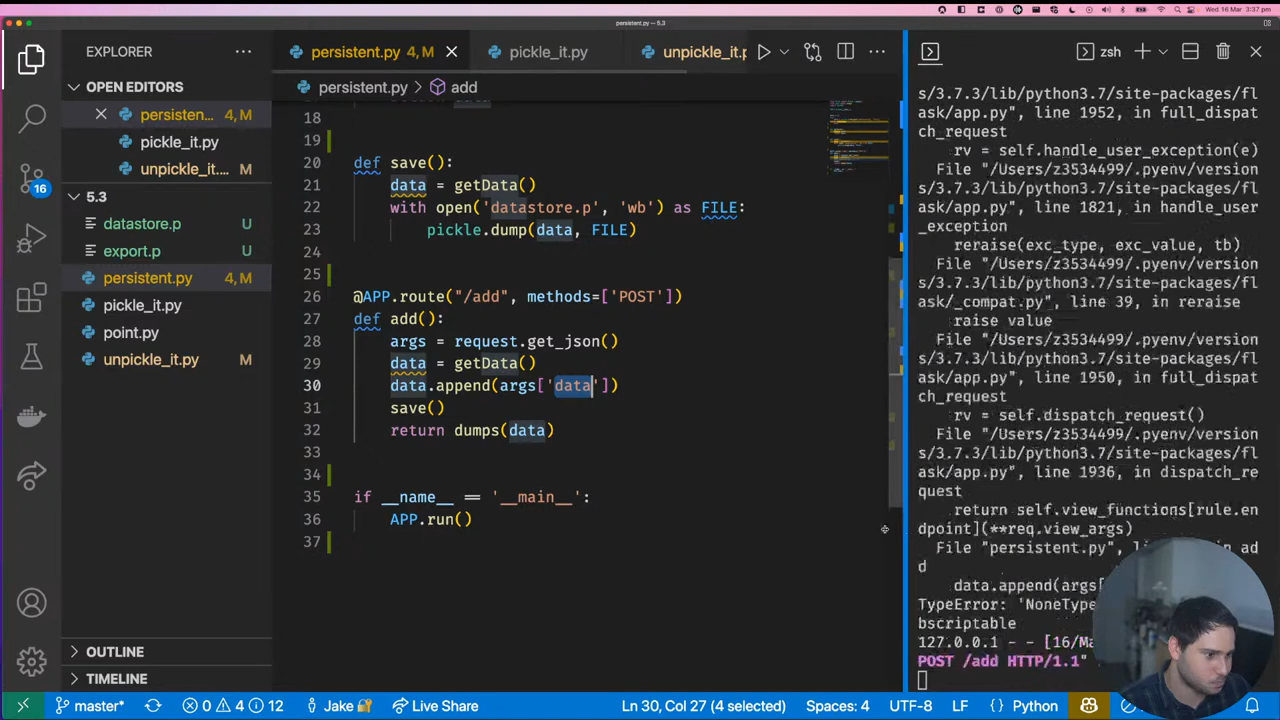 Wed 16 Mar 3:37 pm
persistent.py — 5.3
EXPLORER
persistent.py 4, M
pickle_it.py
unpickle_it.p
zsh
OPEN EDITORS
persisten... 4, M
pickle_it.py
unpickle_it... M
5.3
datastore.p U
export.p U
persistent.py 4, M
pickle_it.py
point.py
unpickle_it.py M
OUTLINE
TIMELINE
16
persistent.py > add
18
19
20 def save():
21 data = getData()
22 with open('datastore.p', 'wb') as FILE:
23 pickle.dump(data, FILE)
24
25
26 @APP.route("/add", methods=['POST'])
27 def add():
28 args = request.get_json()
29 data = getData()
30 data.append(args['data'])
31 save()
32 return dumps(data)
33
34
35 if __name__ == '__main__':
36 APP.run()
37
s/3.7.3/lib/python3.7/site-packages/fl
ask/app.py", line 1952, in full_dispat
ch_request
rv = self.handle_user_exception(e)
File "/Users/z3534499/.pyenv/version
s/3.7.3/lib/python3.7/site-packages/fl
ask/app.py", line 1821, in handle_user
_exception
reraise(exc_type, exc_value, tb)
File "/Users/z3534499/.pyenv/version
s/3.7.3/lib/python3.7/site-packages/fl
ask/_compat.py", line 39, in reraise
raise value
File "/Users/z3534499/.pyenv/version
s/3.7.3/lib/python3.7/site-packages/fl
ask/app.py", line 1950, in full_dispat
ch_request
rv = self.dispatch_request()
File "/Users/z3534499/.pyenv/version
s/3.7.3/lib/python3.7/site-packages/fl
ask/app.py", line 1936, in dispatch_re
quest
return self.view_functions[rule.en
dpoint](**req.view_args)
File "persistent.py", in ad
d
data.append(args[
TypeError: 'NoneType
bscriptable
127.0.0.1 - - [16/Ma
POST /add HTTP/1.1"
master* 0 4 12 Jake Live Share Ln 30, Col 27 (4 selected) Spaces: 4 UTF-8 LF {} Python